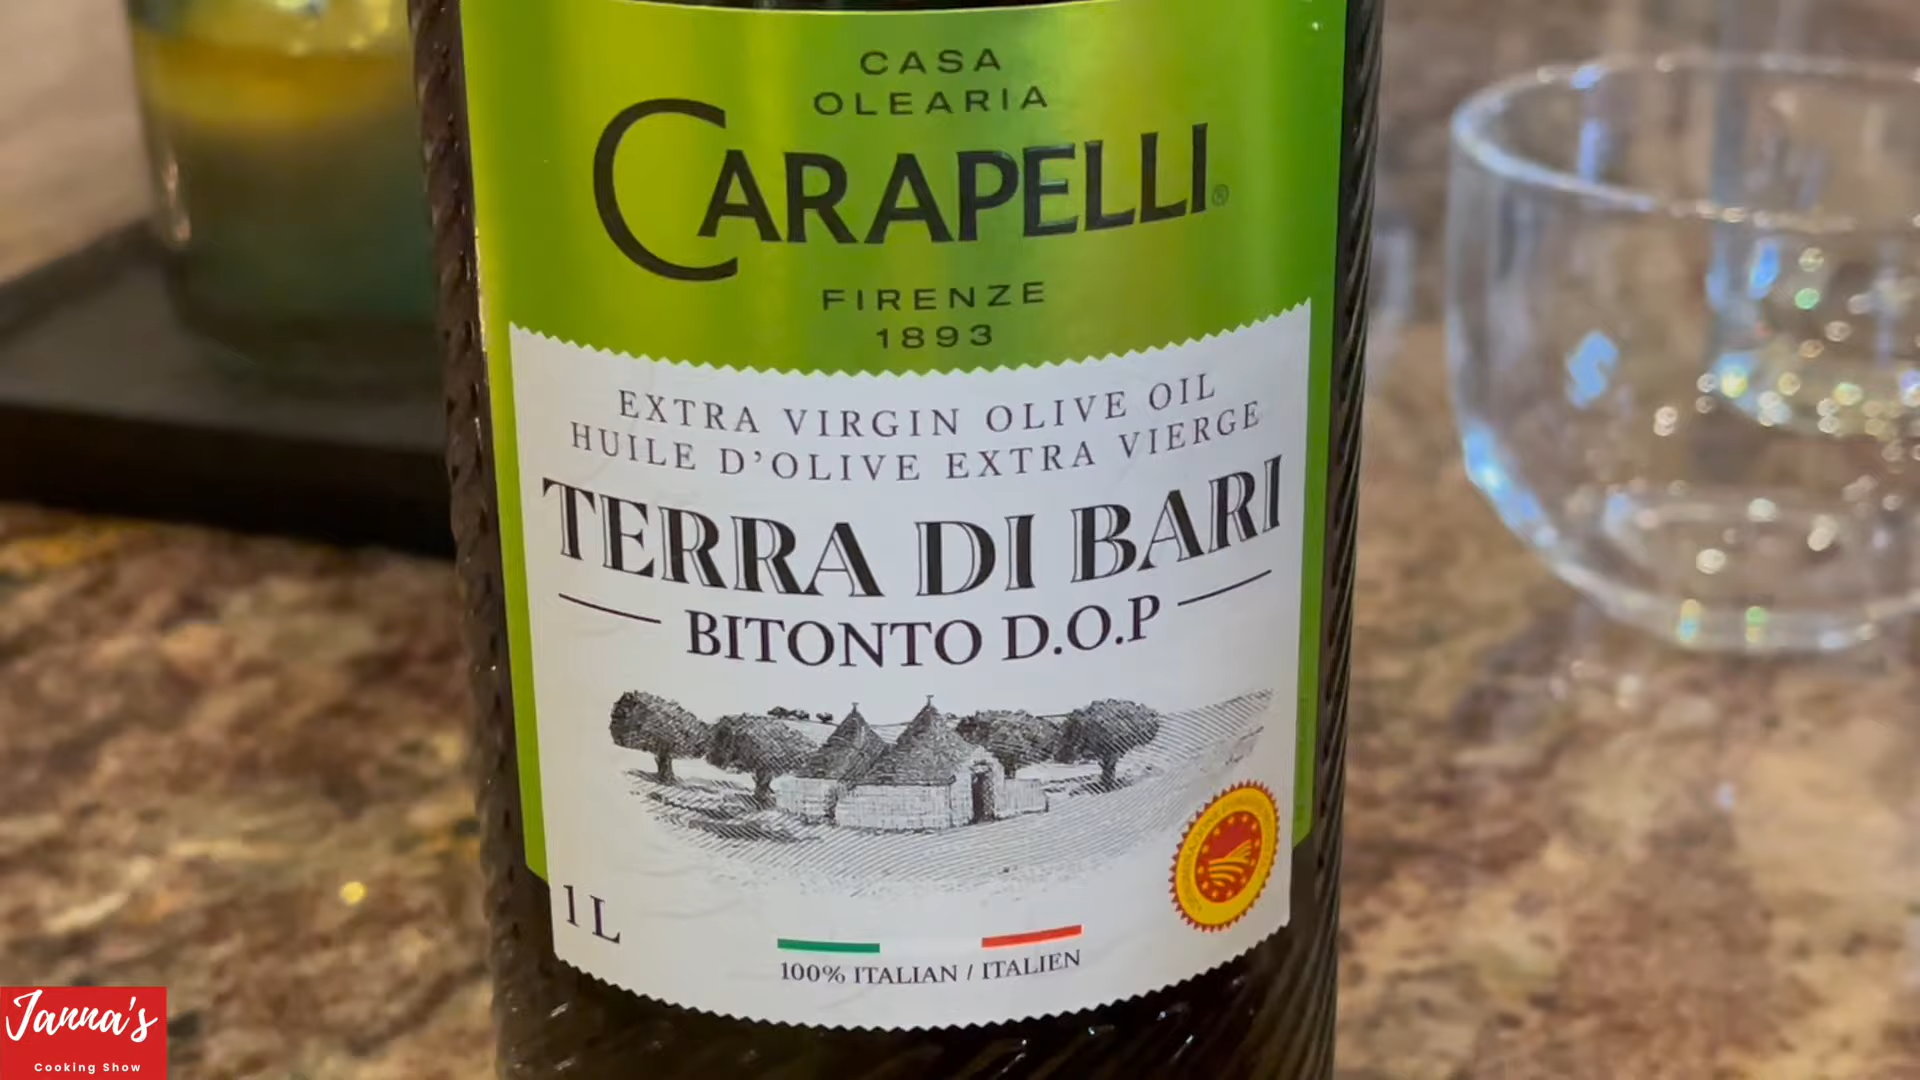 CASA
OLEARIA
CARAPELLI®
FIRENZE
1893
EXTRA VIRGIN OLIVE OIL
HUILE D'OLIVE EXTRA VIERGE
TERRA DI BARI
BITONTO D.O.P
1 L
100% ITALIAN / ITALIEN
Janna's
Cooking Show